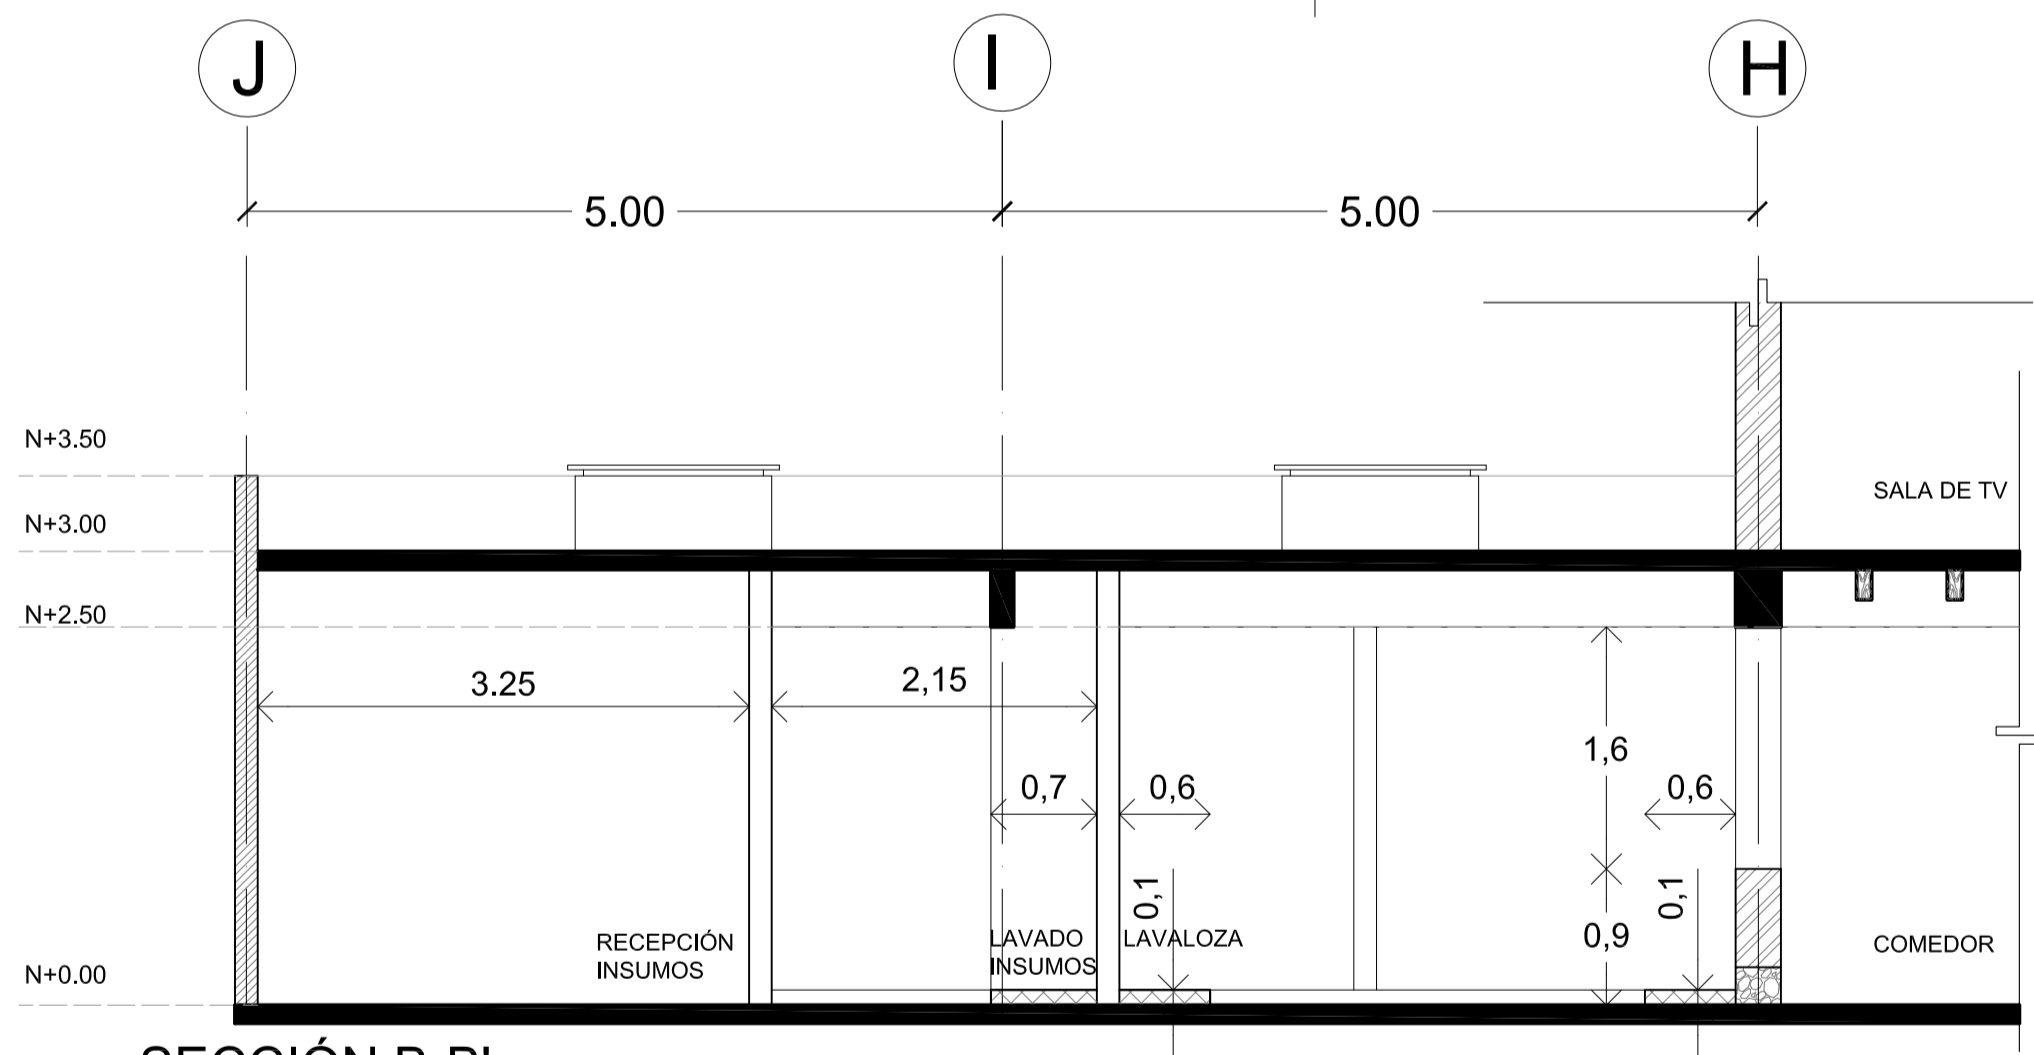 J
I
H
5.00
5.00
N+3.50
SALA DE TV
N+3.00
N+2.50
3.25
2,15
1,6
0,7
0,6
0,6
0,1
0,1
0,9
RECEPCIÓN
INSUMOS
LAVADO
INSUMOS
LAVALOZA
COMEDOR
N+0.00